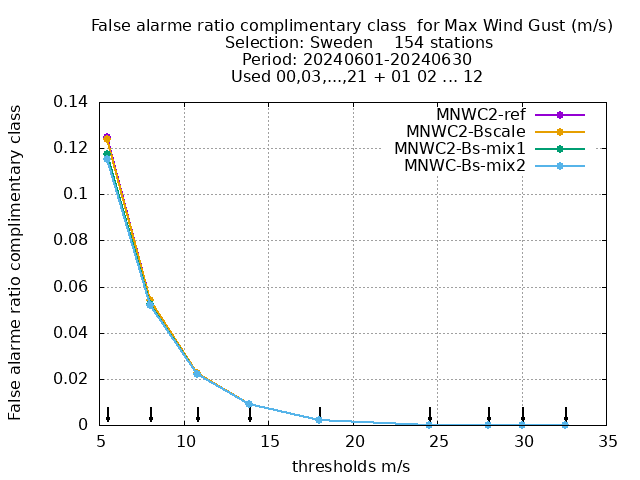 False alarme ratio complimentary class  for Max Wind Gust (m/s)
Selection: Sweden    154 stations
Period: 20240601-20240630
Used 00,03,...,21 + 01 02 ... 12
False alarme ratio complimentary class
0.14
0.12
0.1
0.08
0.06
0.04
0.02
0
MNWC2-ref
MNWC2-Bscale
MNWC2-Bs-mix1
MNWC-Bs-mix2
5 10 15 20 25 30 35
thresholds m/s